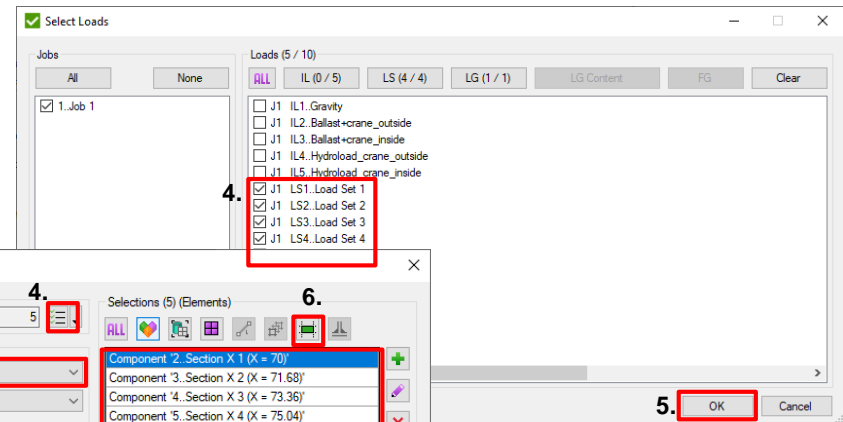 Select Loads
Jobs
All
None
1..Job 1
Loads (5 / 10)
ALL
IL (0 / 5)
LS (4 / 4)
LG (1 / 1)
LG Content
FG
Clear
J1 IL1..Gravity
J1 IL2..Ballast+crane_outside
J1 IL3..Ballast+crane_inside
J1 IL4..Hydroload_crane_outside
J1 IL5..Hydroload_crane_inside
4.
J1 LS1..Load Set 1
J1 LS2..Load Set 2
J1 LS3..Load Set 3
J1 LS4..Load Set 4
4.
5
Selections (5) (Elements)
6.
ALL
Component '2..Section X 1 (X = 70)'
Component '3..Section X 2 (X = 71.68)'
Component '4..Section X 3 (X = 73.36)'
Component '5..Section X 4 (X = 75.04)'
5.
OK
Cancel